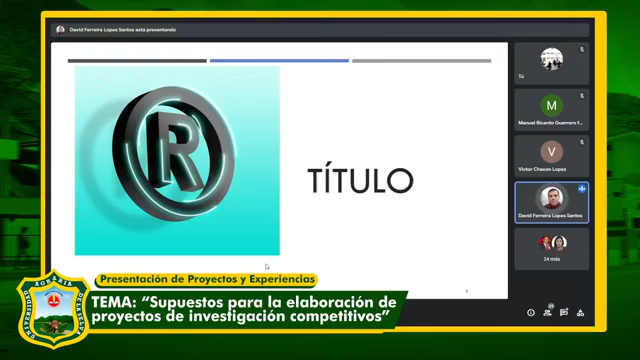 David Ferreira Lopes Santos está presentando
R
TÍTULO
Tú
M
Manuel Ricardo Guerrero f...
V
Victor Chacon Lopez
David Ferreira Lopes Santos
24 más
Presentación de Proyectos y Experiencias
TEMA: “Supuestos para la elaboración de
proyectos de investigación competitivos”